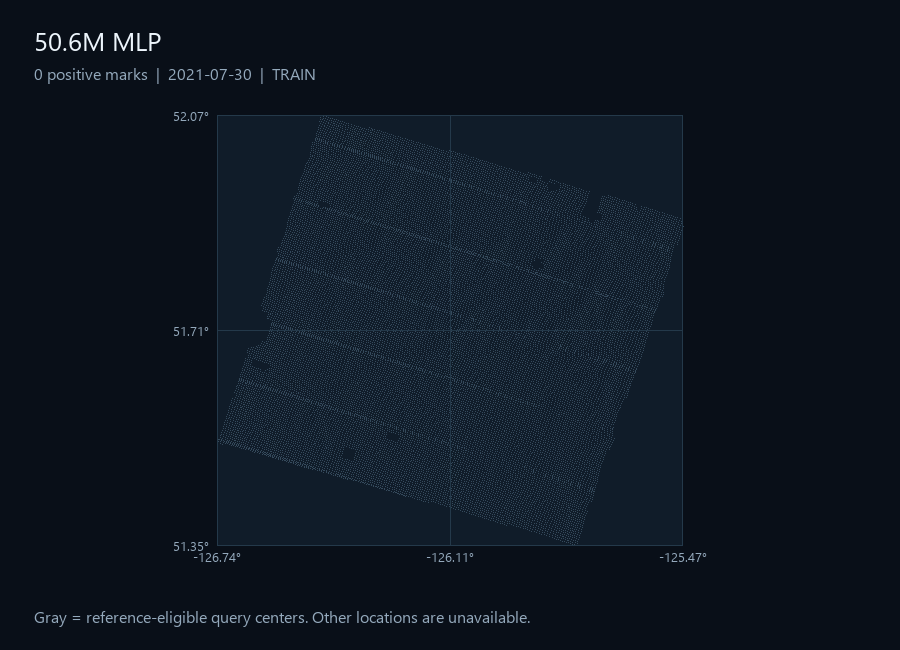 50.6M MLP
0 positive marks | 2021-07-30 | TRAIN
52.07°
51.71°
51.35°
-126.74°
-126.11°
-125.47°
Gray = reference-eligible query centers. Other locations are unavailable.